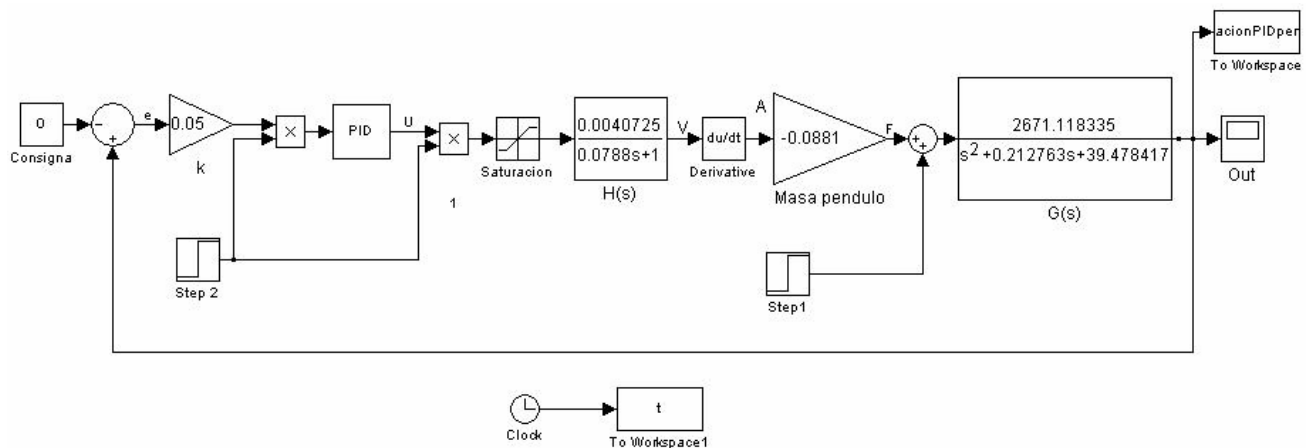 acionPIDper
To Workspace
0
Consigna
e
0.05
k
PID
U
1
Saturacion
0.0040725
0.0788s+1
H(s)
V
du/dt
Derivative
A
-0.0881
Masa pendulo
F
2671.118335
s²+0.212763s+39.478417
G(s)
Out
Step 2
Step1
Clock
t
To Workspace1